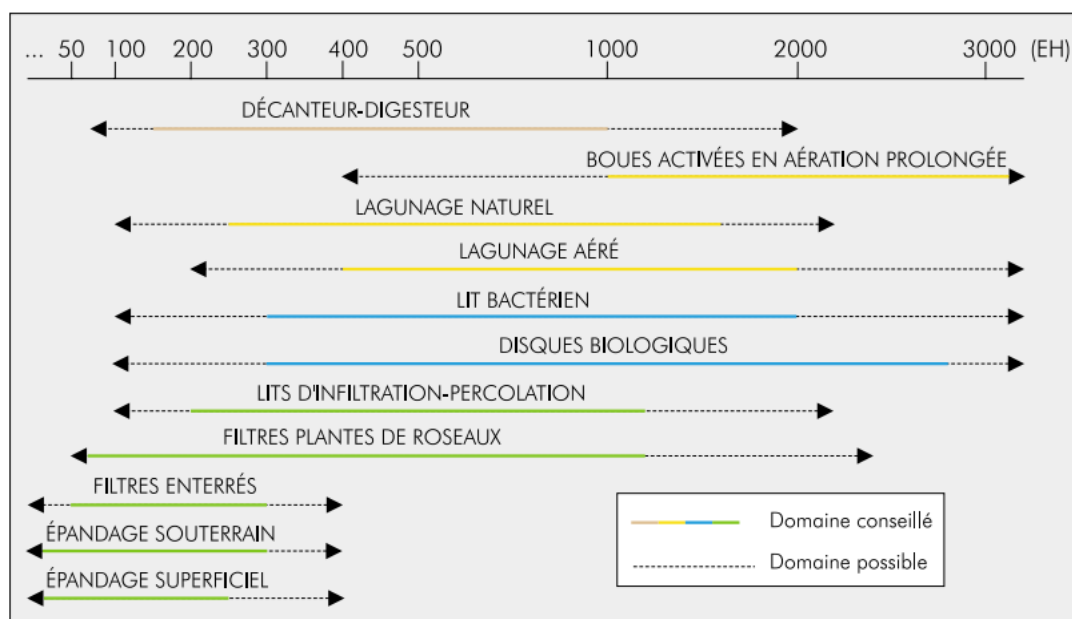 ... 50 100 200 300 400 500 1000 2000 3000 (EH)
DÉCANTEUR-DIGESTEUR
BOUES ACTIVÉES EN AÉRATION PROLONGÉE
LAGUNAGE NATUREL
LAGUNAGE AÉRÉ
LIT BACTÉRIEN
DISQUES BIOLOGIQUES
LITS D'INFILTRATION-PERCOLATION
FILTRES PLANTES DE ROSEAUX
FILTRES ENTERRÉS
ÉPANDAGE SOUTERRAIN
ÉPANDAGE SUPERFICIEL
Domaine conseillé
Domaine possible